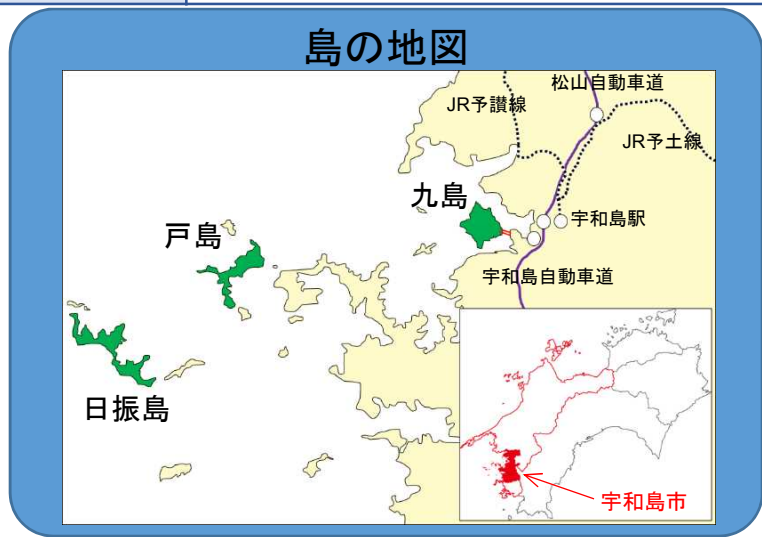 島の地図
松山自動車道
JR予讃線
JR予土線
九島
宇和島駅
戸島
宇和島自動車道
日振島
宇和島市